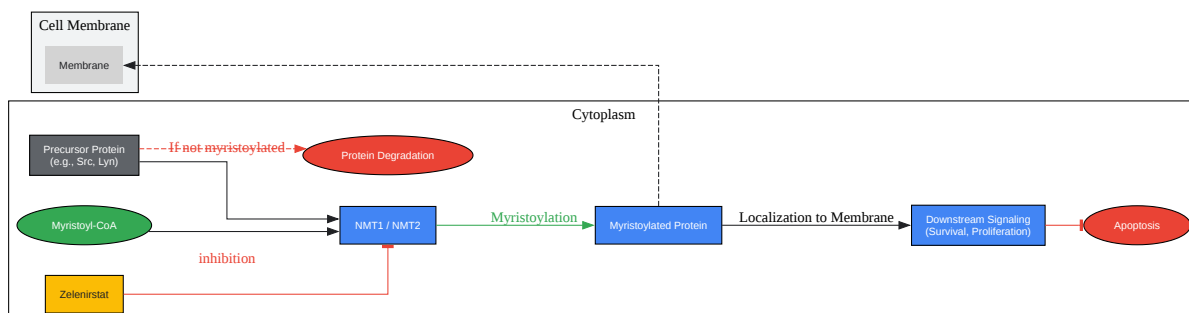 Cell Membrane
Membrane
Cytoplasm
Precursor Protein
(e.g., Src, Lyn)
If not myristoylated
Protein Degradation
Myristoyl-CoA
NMT1 / NMT2
Myristoylation
Myristoylated Protein
Localization to Membrane
Downstream Signaling
(Survival, Proliferation)
Apoptosis
inhibition
Zelenirstat